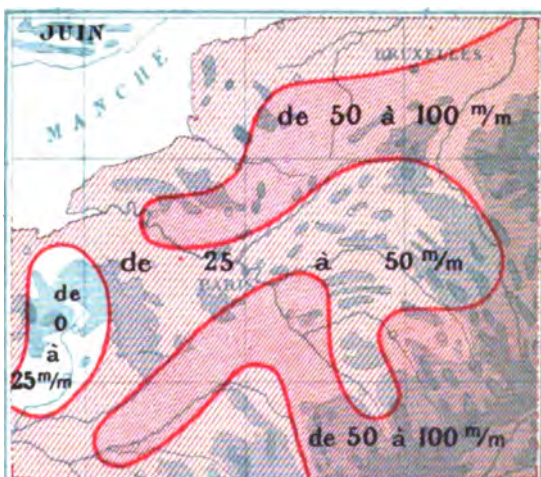 JUIN
MANCHE
BRUXELLES
de 50 à 100 m/m
de 25 à 50 m/m
PARIS
de
0
à
25 m/m
de 50 à 100 m/m